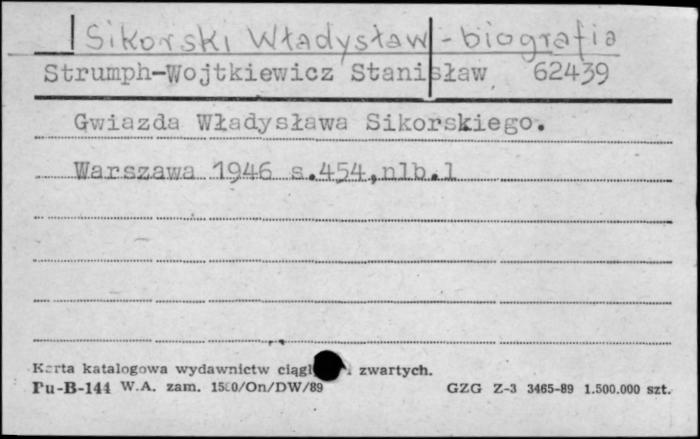 Sikorski Władysław - biografia
Strumph-Wojtkiewicz Stanisław 62439
Gwiazda Władysława Sikorskiego.
Warszawa 1946 s.454,nlb.1
Karta katalogowa wydawnictw zwartych.
Pu-B-144 W.A. zam. /On/DW/89 GZG Z-3 3465-89 1.500.000 szt.